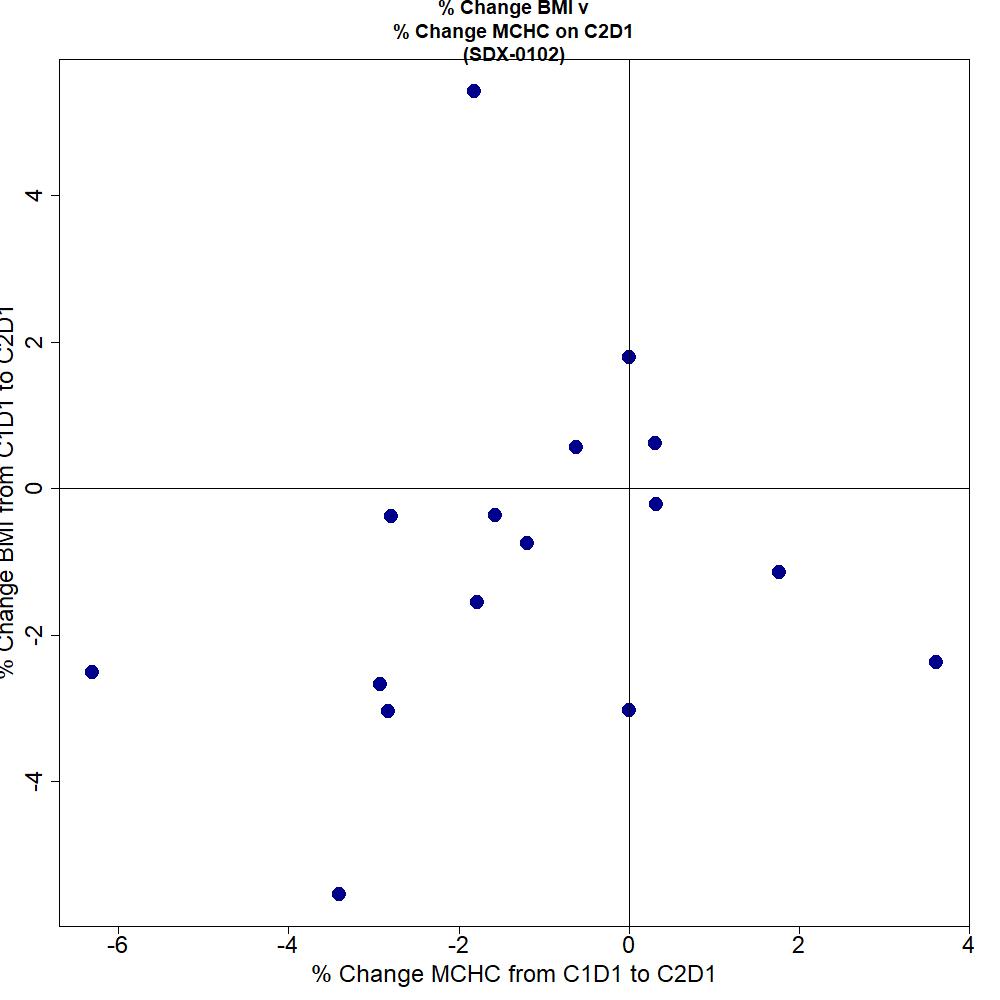 % Change BMI v
% Change MCHC on C2D1
(SDX-0102)
% Change BMI from C1D1 to C2D1
4
2
0
-2
-4
-6
-4
-2
0
2
4
% Change MCHC from C1D1 to C2D1